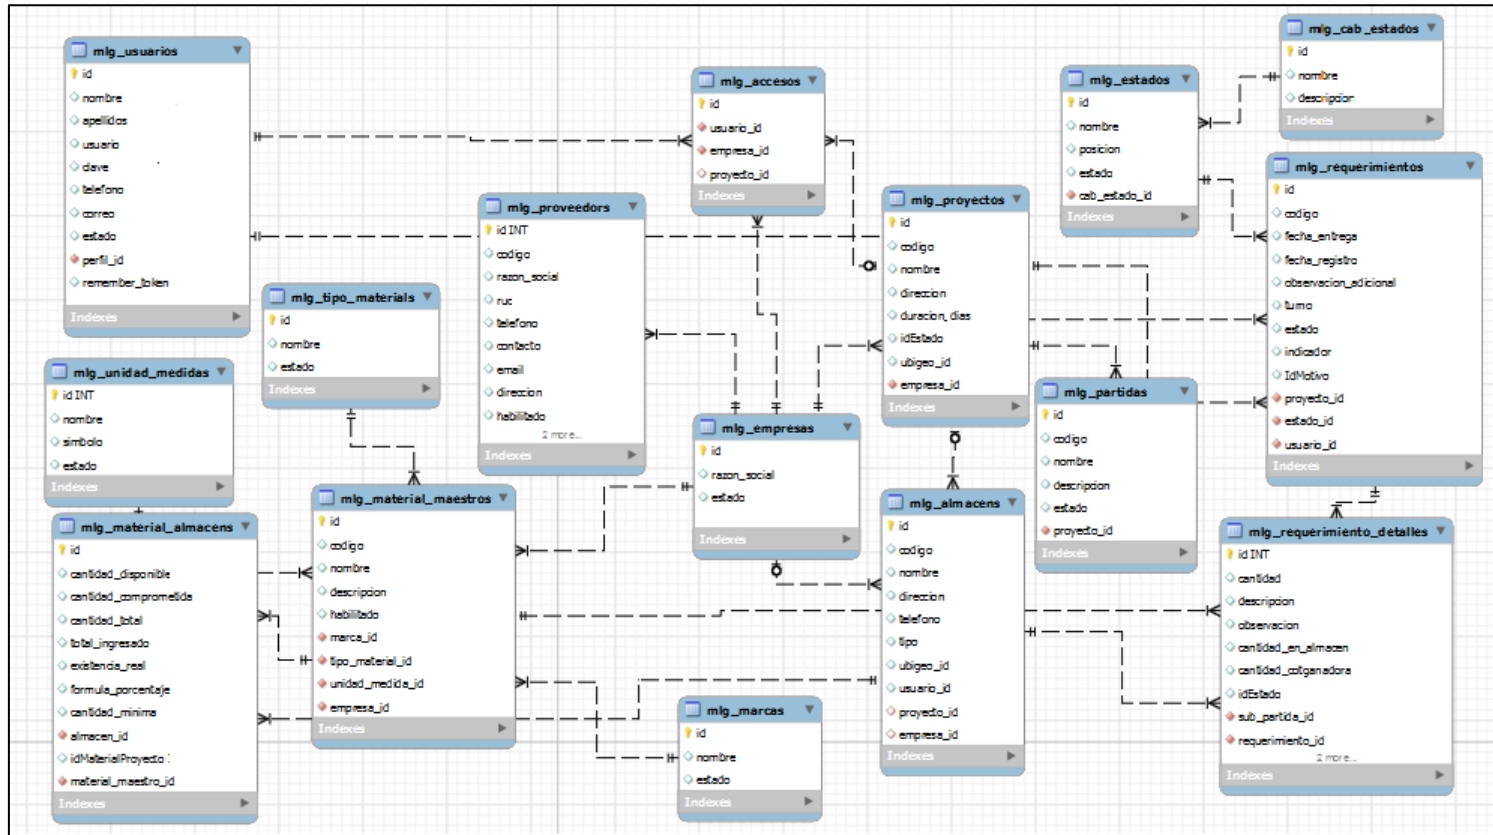 mlg_usuarios
id
nombre
apellidos
usuario
clave
telefono
correo
estado
perfil_id
remember_token
Indexes
mlg_accesos
id
usuario_id
empresa_id
proyecto_id
Indexes
mlg_estados
id
nombre
posicion
estado
cab_estado_id
Indexes
mlg_cab_estados
id
nombre
descripcion
Indexes
mlg_proveedors
id INT
codigo
razon_social
ruc
telefono
contacto
email
direccion
habilitado
2 more...
Indexes
mlg_proyectos
id
codigo
nombre
direccion
duracion_dias
idEstado
ubigeo_id
empresa_id
Indexes
mlg_requerimientos
id
codigo
fecha_entrega
fecha_registro
observacion_adicional
turno
estado
indicador
IdMotivo
proyecto_id
estado_id
usuario_id
Indexes
mlg_tipo_materials
id
nombre
estado
Indexes
mlg_unidad_medidas
id INT
nombre
simbolo
estado
Indexes
mlg_empresas
id
razon_social
estado
Indexes
mlg_partidas
id
codigo
nombre
descripcion
estado
proyecto_id
Indexes
mlg_material_almacens
id
cantidad_disponible
cantidad_comprometida
cantidad_total
total_ingresado
existencia_real
formula_porcentaje
cantidad_minima
almacen_id
idMaterialProyecto
material_maestro_id
Indexes
mlg_material_maestros
id
codigo
nombre
descripcion
habilitado
marca_id
tipo_material_id
unidad_medida_id
empresa_id
Indexes
mlg_almacens
id
codigo
nombre
direccion
telefono
tipo
ubigeo_id
usuario_id
proyecto_id
empresa_id
Indexes
mlg_requerimiento_detalles
id INT
cantidad
descripcion
observacion
cantidad_en_almacen
cantidad_cotganadora
idEstado
sub_partida_id
requerimiento_id
2 more...
Indexes
mlg_marcas
id
nombre
estado
Indexes